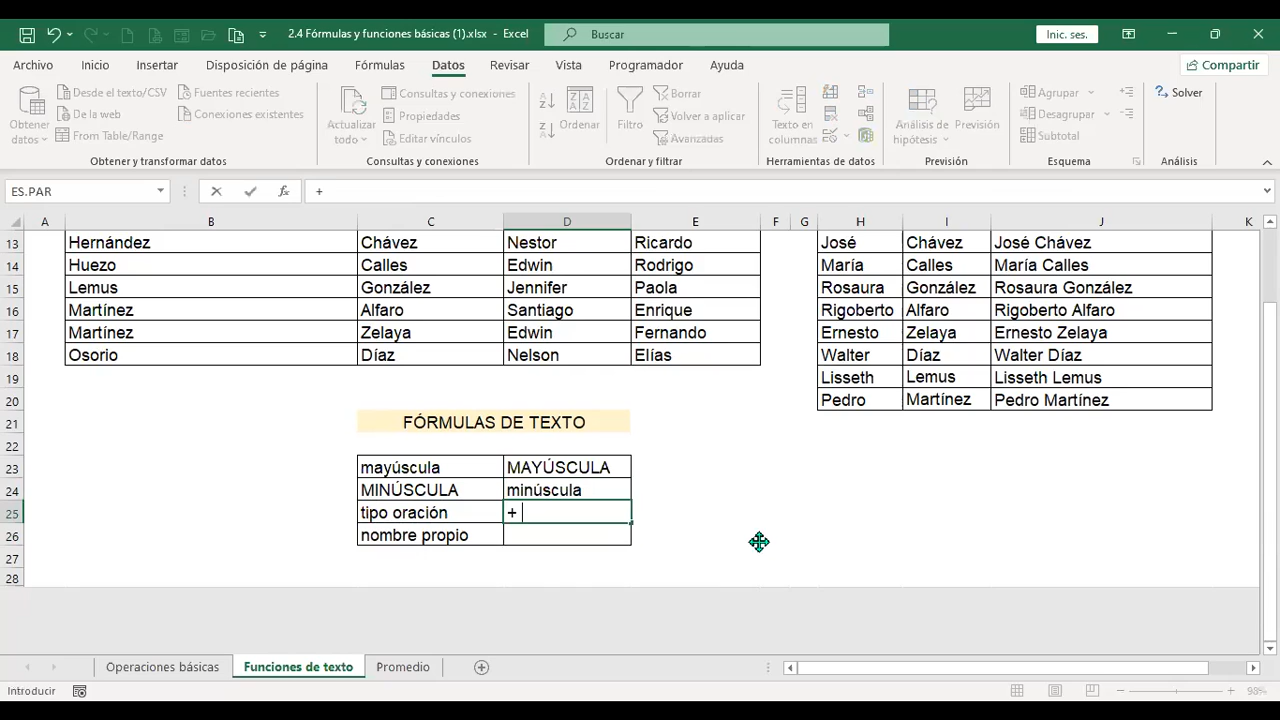 2.4 Fórmulas y funciones básicas (1).xlsx - Excel
Buscar
Inic. ses.
Archivo Inicio Insertar Disposición de página Fórmulas Datos Revisar Vista Programador Ayuda
Compartir
Obtener datos
Desde el texto/CSV
De la web
From Table/Range
Fuentes recientes
Conexiones existentes
Obtener y transformar datos
Actualizar todo
Consultas y conexiones
Propiedades
Editar vínculos
Consultas y conexiones
Ordenar
Filtro
Borrar
Volver a aplicar
Avanzadas
Ordenar y filtrar
Texto en columnas
Herramientas de datos
Análisis de hipótesis
Previsión
Previsión
Agrupar
Desagrupar
Subtotal
Esquema
Solver
Análisis
ES.PAR fx +
A B C D E F G H I J K
13 Hernández Chávez Nestor Ricardo José Chávez José Chávez
14 Huezo Calles Edwin Rodrigo María Calles María Calles
15 Lemus González Jennifer Paola Rosaura González Rosaura González
16 Martínez Alfaro Santiago Enrique Rigoberto Alfaro Rigoberto Alfaro
17 Martínez Zelaya Edwin Fernando Ernesto Zelaya Ernesto Zelaya
18 Osorio Díaz Nelson Elías Walter Díaz Walter Díaz
19 Lisseth Lemus Lisseth Lemus
20 Pedro Martínez Pedro Martínez
21 FÓRMULAS DE TEXTO
22
23 mayúscula MAYÚSCULA
24 MINÚSCULA minúscula
25 tipo oración +
26 nombre propio
27
28
Operaciones básicas Funciones de texto Promedio
Introducir
98%